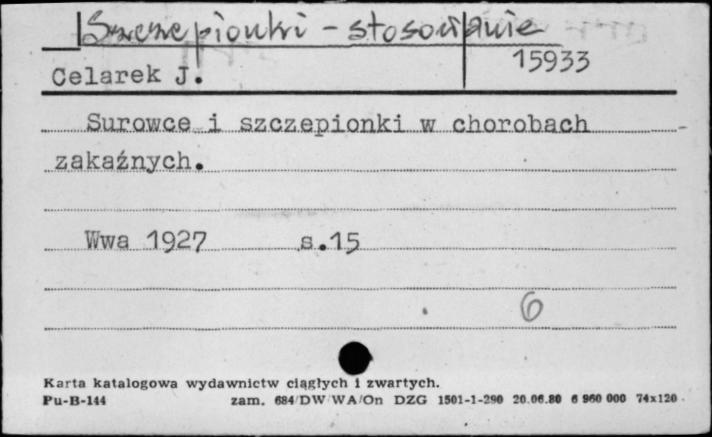 Szczepionki - stosowanie
15933
Celarek J.
Surowce i szczepionki w chorobach
zakaźnych.
Wwa 1927 s.15
6
Karta katalogowa wydawnictw ciągłych i zwartych.
Pu-B-144 zam. 684/DW WA/On DZG 1501-1-290 20.06.80 6 960 000 74x120